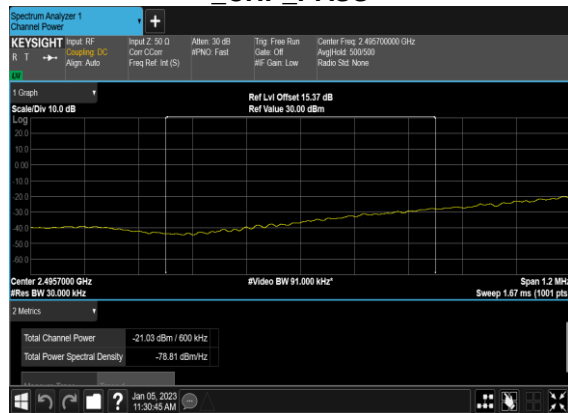 Spectrum Analyzer 1
Channel Power
+
KEYSIGHT
R T
LXI
Input: RF
Coupling: DC
Align: Auto
Input Z: 50 Ω
Corr CCorr
Freq Ref: Int (S)
Atten: 30 dB
#PNO: Fast
Trig: Free Run
Gate: Off
#IF Gain: Low
Center Freq: 2.495700000 GHz
Avg|Hold: 500/500
Radio Std: None
1 Graph
Scale/Div 10.0 dB
Ref Lvl Offset 15.37 dB
Ref Value 30.00 dBm
Log
20.0
10.0
0.00
-10.0
-20.0
-30.0
-40.0
-50.0
-60.0
Center 2.4957000 GHz
#Res BW 30.000 kHz
#Video BW 91.000 kHz*
Span 1.2 MHz
Sweep 1.67 ms (1001 pts
2 Metrics
Total Channel Power -21.03 dBm / 600 kHz
Total Power Spectral Density -78.81 dBm/Hz
?
Jan 05, 2023
11:30:45 AM